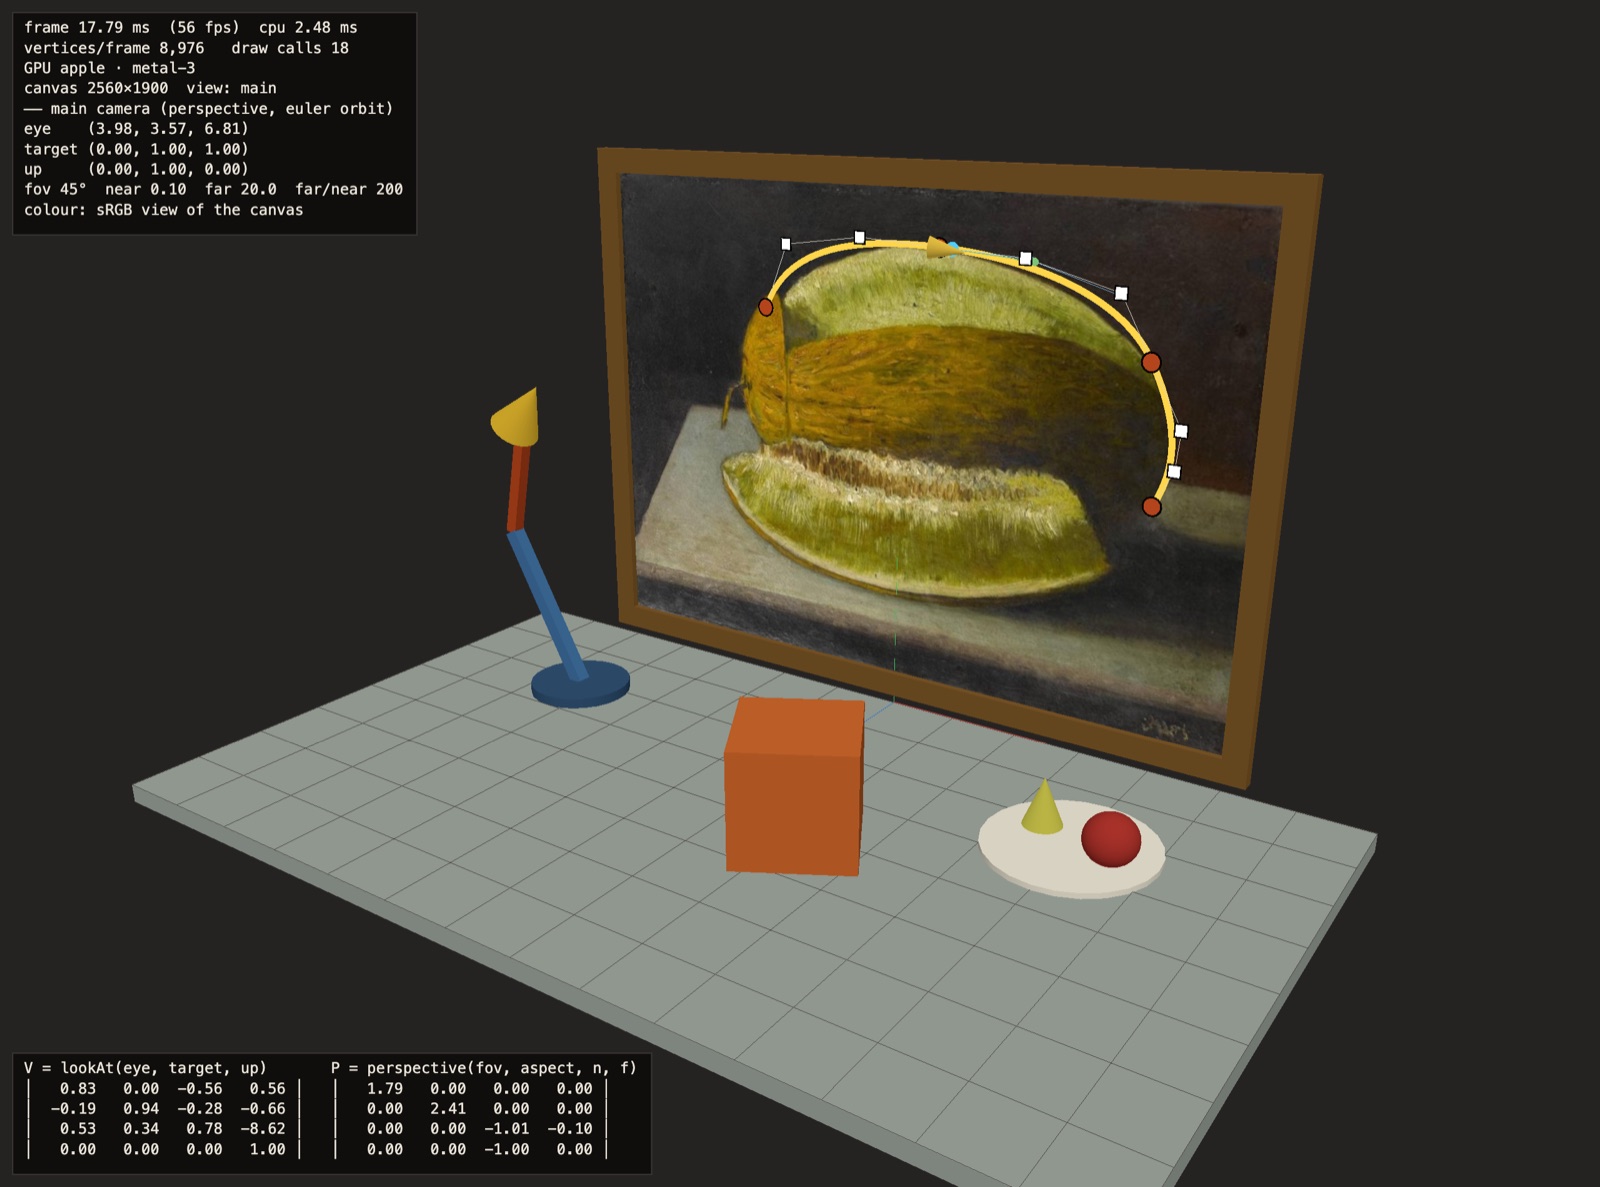 frame 17.79 ms  (56 fps)  cpu 2.48 ms
vertices/frame 8,976   draw calls 18
GPU apple · metal-3
canvas 2560×1900  view: main
—— main camera (perspective, euler orbit)
eye    (3.98, 3.57, 6.81)
target (0.00, 1.00, 1.00)
up     (0.00, 1.00, 0.00)
fov 45°  near 0.10  far 20.0  far/near 200
colour: sRGB view of the canvas
V = lookAt(eye, target, up)       P = perspective(fov, aspect, n, f)
|   0.83   0.00  −0.56   0.56 |   |   1.79   0.00   0.00   0.00 |
|  −0.19   0.94  −0.28  −0.66 |   |   0.00   2.41   0.00   0.00 |
|   0.53   0.34   0.78  −8.62 |   |   0.00   0.00  −1.01  −0.10 |
|   0.00   0.00   0.00   1.00 |   |   0.00   0.00  −1.00   0.00 |